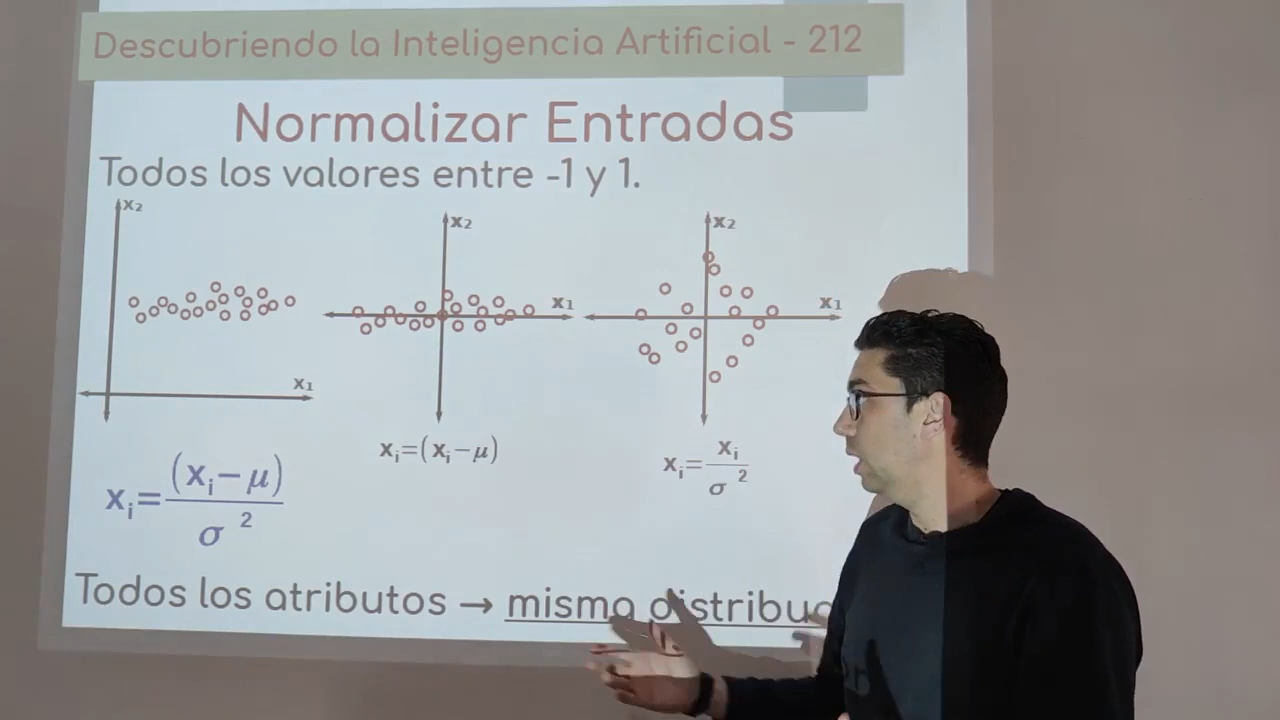 Descubriendo la Inteligencia Artificial - 212
Normalizar Entradas
Todos los valores entre -1 y 1.
x₂
x₁
x₂
x₁
x₂
x₁
xᵢ=(xᵢ-μ)
xᵢ=xᵢ/σ²
xᵢ=(xᵢ-μ)/σ²
Todos los atributos → misma